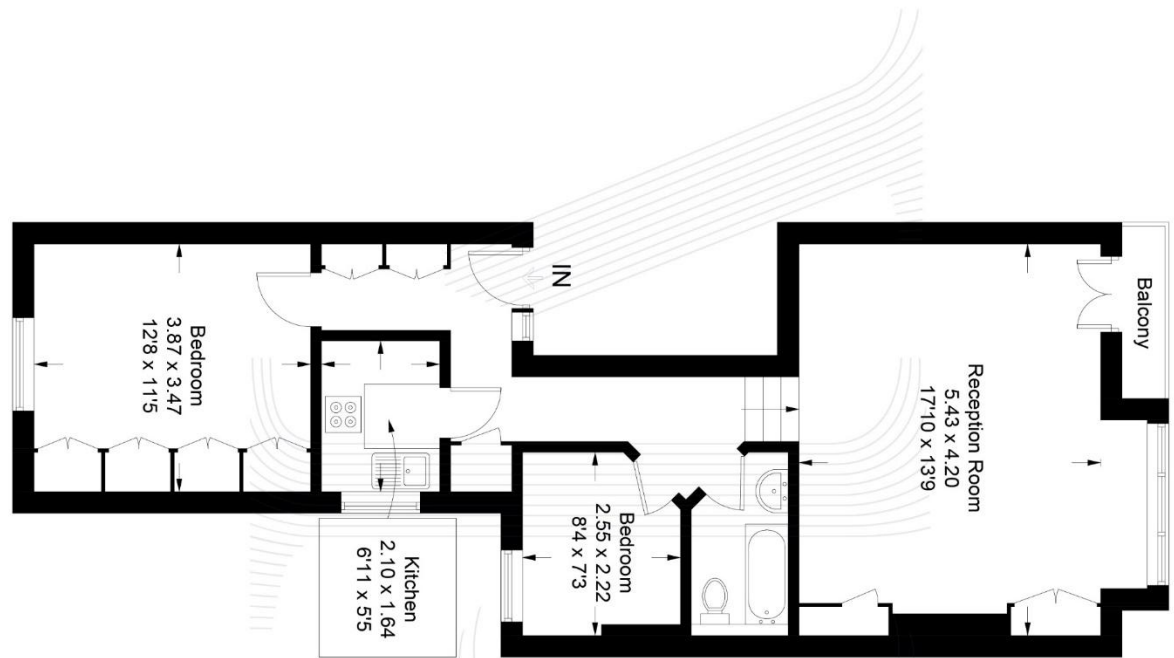 Bedroom
3.87 x 3.47
12'8 x 11'5
IN
Kitchen
2.10 x 1.64
6'11 x 5'5
Bedroom
2.55 x 2.22
8'4 x 7'3
Reception Room
5.43 x 4.20
17'10 x 13'9
Balcony